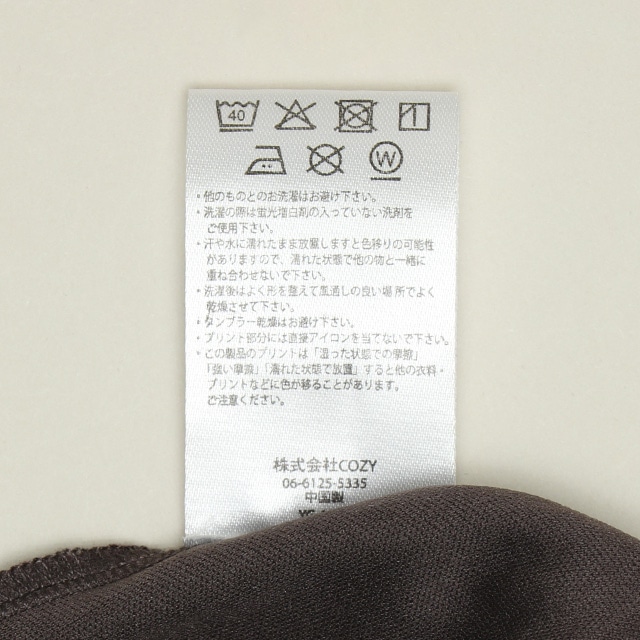 40
W
・他のものとのお洗濯はお避け下さい。
・洗濯の際は蛍光増白剤の入っていない洗剤を
ご使用下さい。
・汗や水に濡れたまま放置しますと色移りの可能性
がありますので、濡れた状態で他の物と一緒に
重ね合わせないで下さい。
・洗濯後はよく形を整えて風通しの良い場所でよく
乾燥させて下さい。
・タンブラー乾燥はお避け下さい。
・プリント部分には直接アイロンを当てないで下さい。
・この製品のプリントは「湿った状態での摩擦」
「強い摩擦」「濡れた状態で放置」すると他の衣料・
プリントなどに色が移ることがあります。
ご注意ください。
株式会社COZY
06-6125-5335
中国製